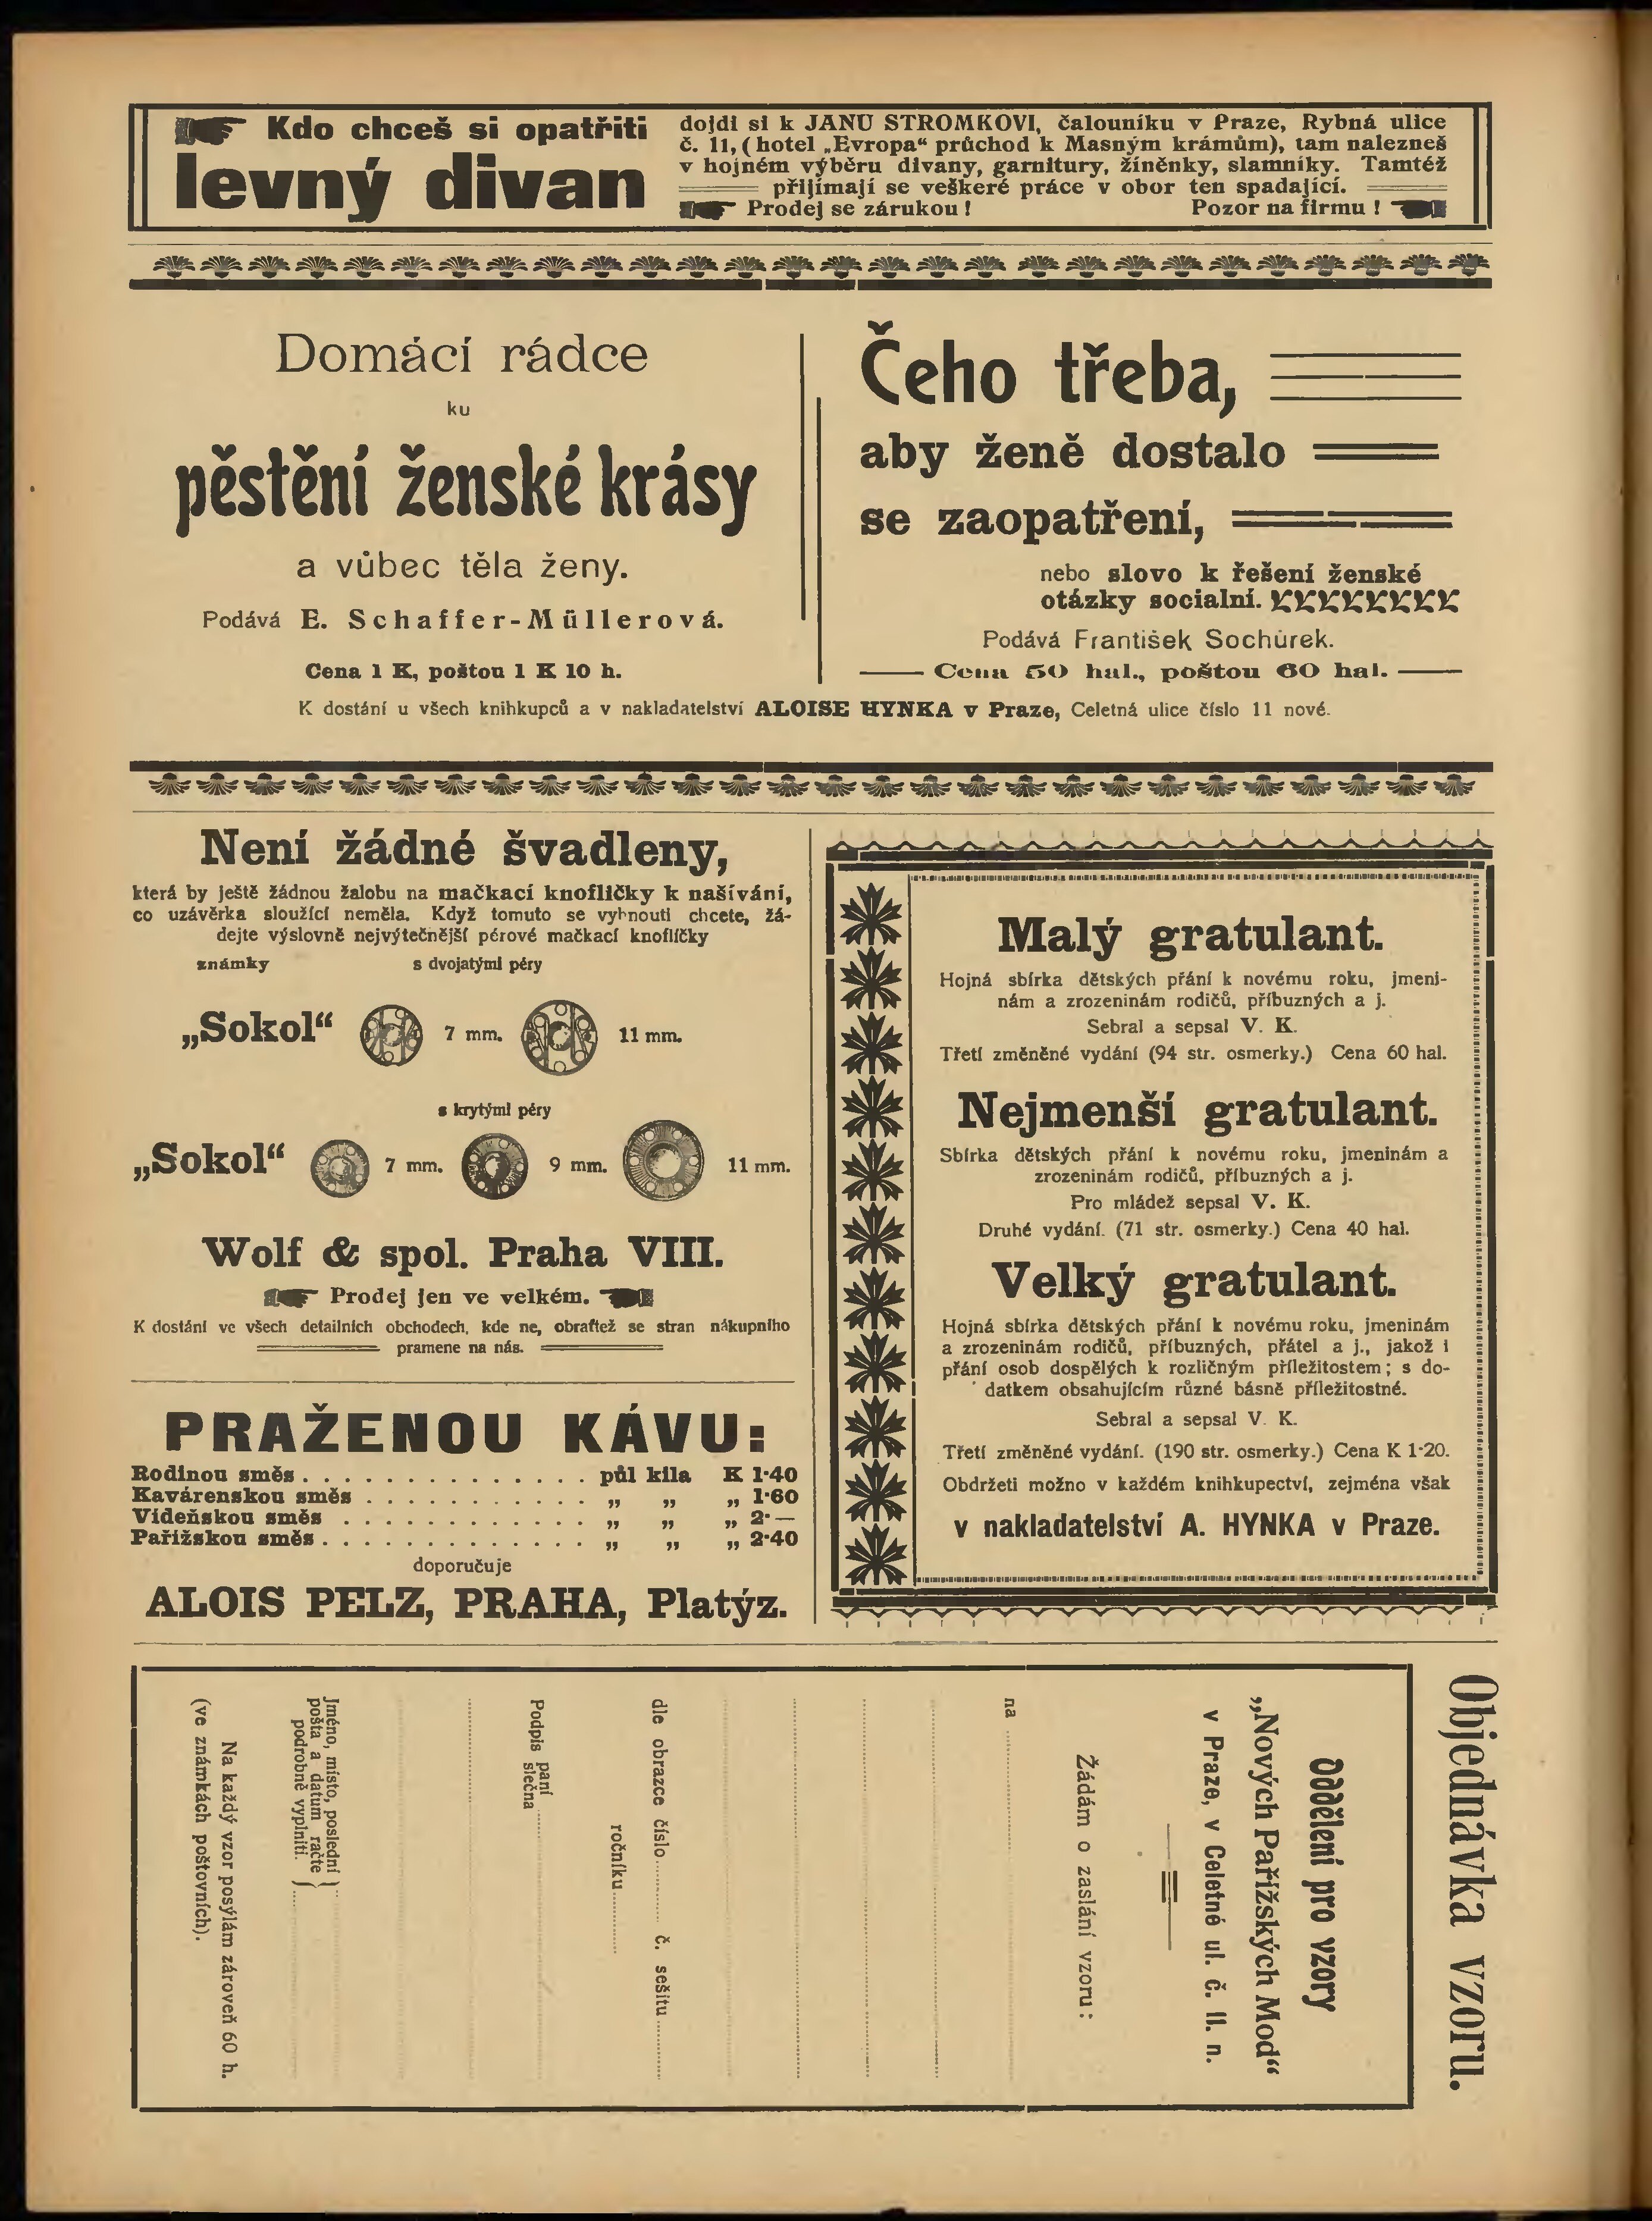 Kdo chceš si opatřiti
levný divan
dojdi si k JANU STROMKOVI, čalouníku v Praze, Rybná ulice
č. 11, (hotel „Evropa“ průchod k Masným krámům), tam nalezneš
v hojném výběru divany, garnitury, žíněnky, slamníky. Tamtéž
přijímají se veškeré práce v obor ten spadající.
Prodej se zárukou! Pozor na firmu!
Domácí rádce
ku
pěstění ženské krásy
a vůbec těla ženy.
Podává E. Schaffer-Müllerová.
Cena 1 K, poštou 1 K 10 h.
Čeho třeba,
aby ženě dostalo
se zaopatření,
nebo slovo k řešení ženské
otázky socialní.
Podává František Sochůrek.
Cena 50 hal., poštou 60 hal.
K dostání u všech knihkupců a v nakladatelství ALOISE HYNKA v Praze, Celetná ulice číslo 11 nové.
Není žádné švadleny,
která by ještě žádnou žalobu na mačkací knoflíčky k našívání,
co uzávěrka sloužící neměla. Když tomuto se vyhnouti chcete, žá-
dejte výslovně nejvýtečnější pérové mačkací knoflíčky
známky s dvojatými péry
„Sokol“ 7 mm. 11 mm.
s krytými péry
„Sokol“ 7 mm. 9 mm. 11 mm.
Wolf & spol. Praha VIII.
Prodej jen ve velkém.
K dostání ve všech detailních obchodech, kde ne, obraťtež se stran nákupního
pramene na nás.
PRAŽENOU KÁVU:
Rodinou směs . . . . . . . . . . . . . . půl kila K 1·40
Kavárenskou směs . . . . . . . . . . . „ „ „ 1·60
Vídeňskou směs . . . . . . . . . . . . „ „ „ 2·—
Pařížskou směs . . . . . . . . . . . . . „ „ „ 2·40
doporučuje
ALOIS PELZ, PRAHA, Platýz.
Malý gratulant.
Hojná sbírka dětských přání k novému roku, jmeni-
nám a zrozeninám rodičů, příbuzných a j.
Sebral a sepsal V. K.
Třetí změněné vydání (94 str. osmerky.) Cena 60 hal.
Nejmenší gratulant.
Sbírka dětských přání k novému roku, jmeninám a
zrozeninám rodičů, příbuzných a j.
Pro mládež sepsal V. K.
Druhé vydání. (71 str. osmerky.) Cena 40 hal.
Velký gratulant.
Hojná sbírka dětských přání k novému roku, jmeninám
a zrozeninám rodičů, příbuzných, přátel a j., jakož i
přání osob dospělých k rozličným příležitostem; s do-
datkem obsahujícím různé básně příležitostné.
Sebral a sepsal V. K.
Třetí změněné vydání. (190 str. osmerky.) Cena K 1·20.
Obdržeti možno v každém knihkupectví, zejména však
v nakladatelství A. HYNKA v Praze.
Objednávka vzoru.
Oddělení pro vzory
„Nových Pařížských Mod“
v Praze, v Celetné ul. č. 11. n.
Žádám o zaslání vzoru:
na
dle obrazce číslo č. sešitu
ročníku
Podpis paní
slečna
Jméno, místo, poslední
pošta a datum račte
podrobně vyplniti.
Na každý vzor posýlám zároveň 60 h.
(ve známkách poštovních).